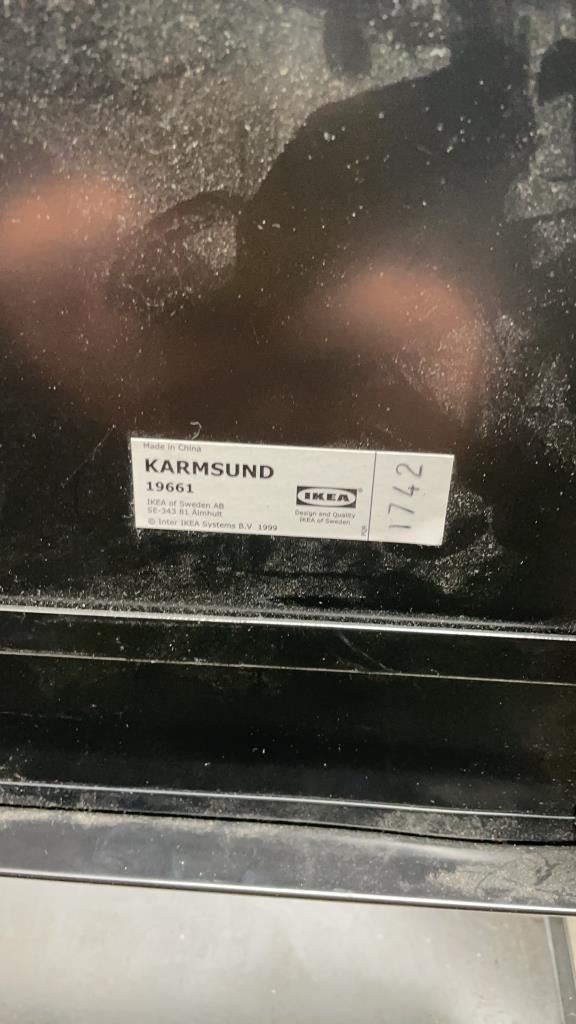 Made in China
KARMSUND
19661
IKEA of Sweden AB
SE-343 81 Älmhult
© Inter IKEA Systems B.V. 1999
IKEA®
Design and Quality
IKEA of Sweden
1742